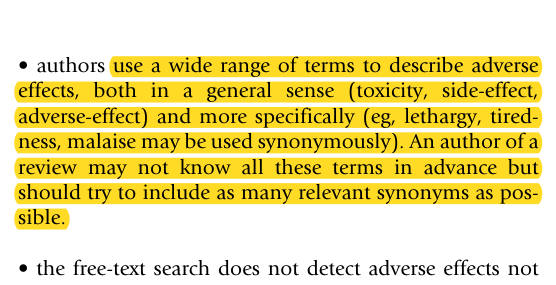 • authors use a wide range of terms to describe adverse
effects, both in a general sense (toxicity, side-effect,
adverse-effect) and more specifically (eg, lethargy, tired-
ness, malaise may be used synonymously). An author of a
review may not know all these terms in advance but
should try to include as many relevant synonyms as pos-
sible.
• the free-text search does not detect adverse effects not